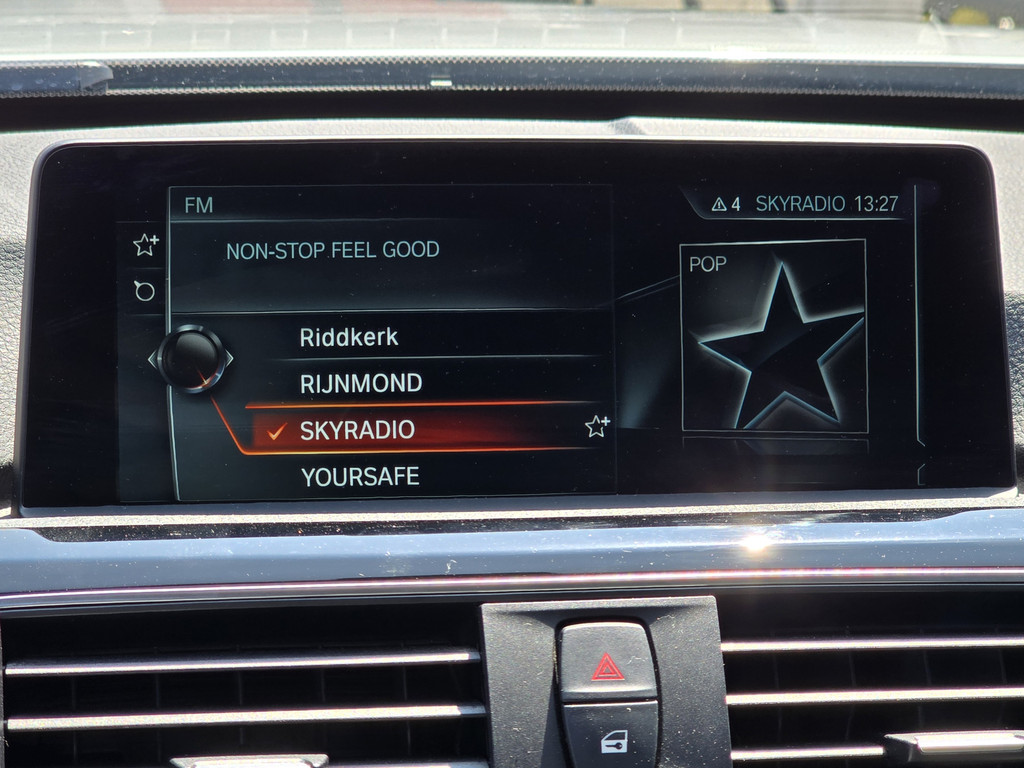 FM
4 SKYRADIO 13:27
NON-STOP FEEL GOOD
POP
Riddkerk
RIJNMOND
SKYRADIO
YOURSAFE